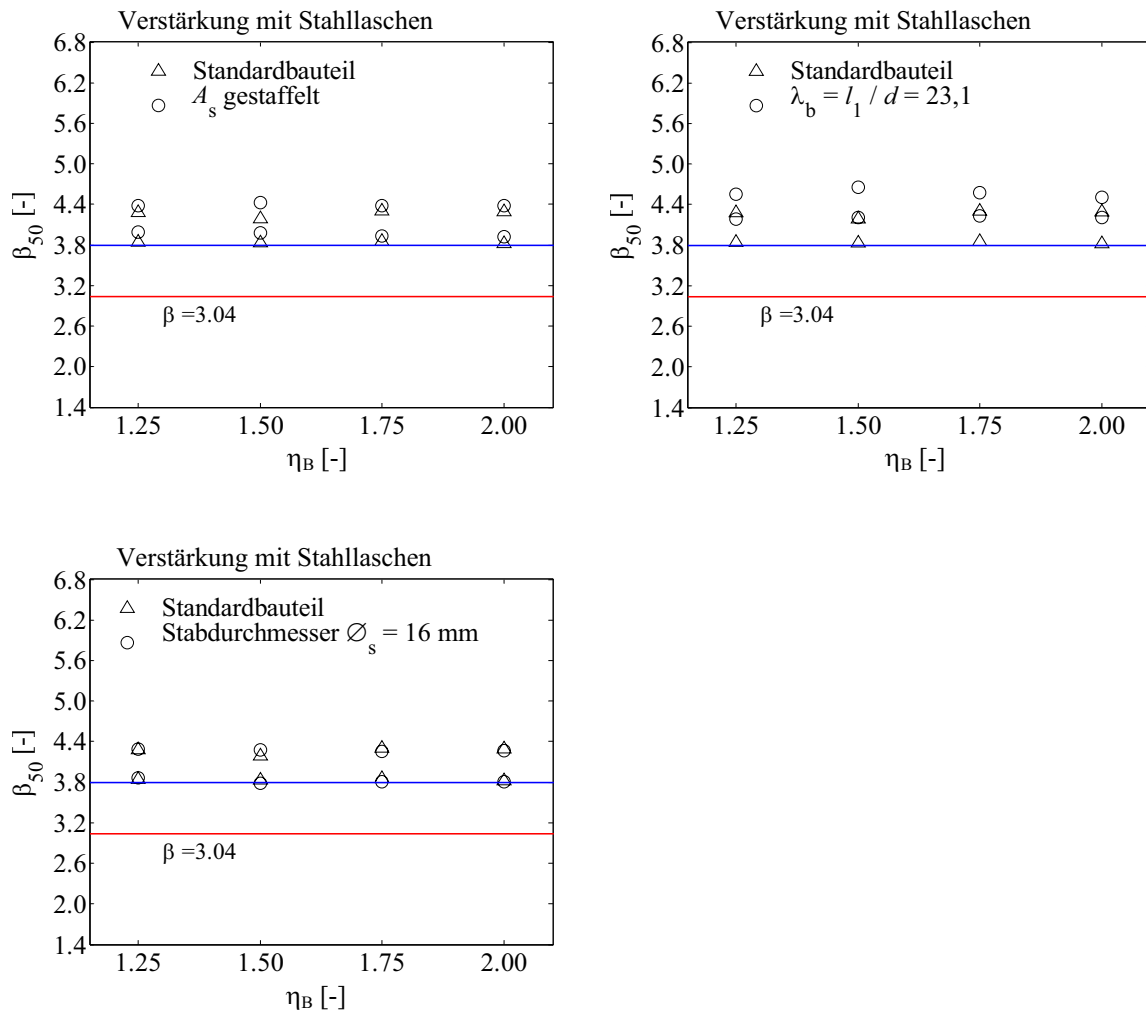 Verstärkung mit Stahllaschen
6.8
6.2
5.6
5.0
4.4
3.8
3.2
2.6
2.0
1.4
β50 [-]
Standardbauteil
As gestaffelt
β =3.04
1.25 1.50 1.75 2.00
ηB [-]
Verstärkung mit Stahllaschen
6.8
6.2
5.6
5.0
4.4
3.8
3.2
2.6
2.0
1.4
β50 [-]
Standardbauteil
λb = l1 / d = 23,1
β =3.04
1.25 1.50 1.75 2.00
ηB [-]
Verstärkung mit Stahllaschen
6.8
6.2
5.6
5.0
4.4
3.8
3.2
2.6
2.0
1.4
β50 [-]
Standardbauteil
Stabdurchmesser ∅s = 16 mm
β =3.04
1.25 1.50 1.75 2.00
ηB [-]